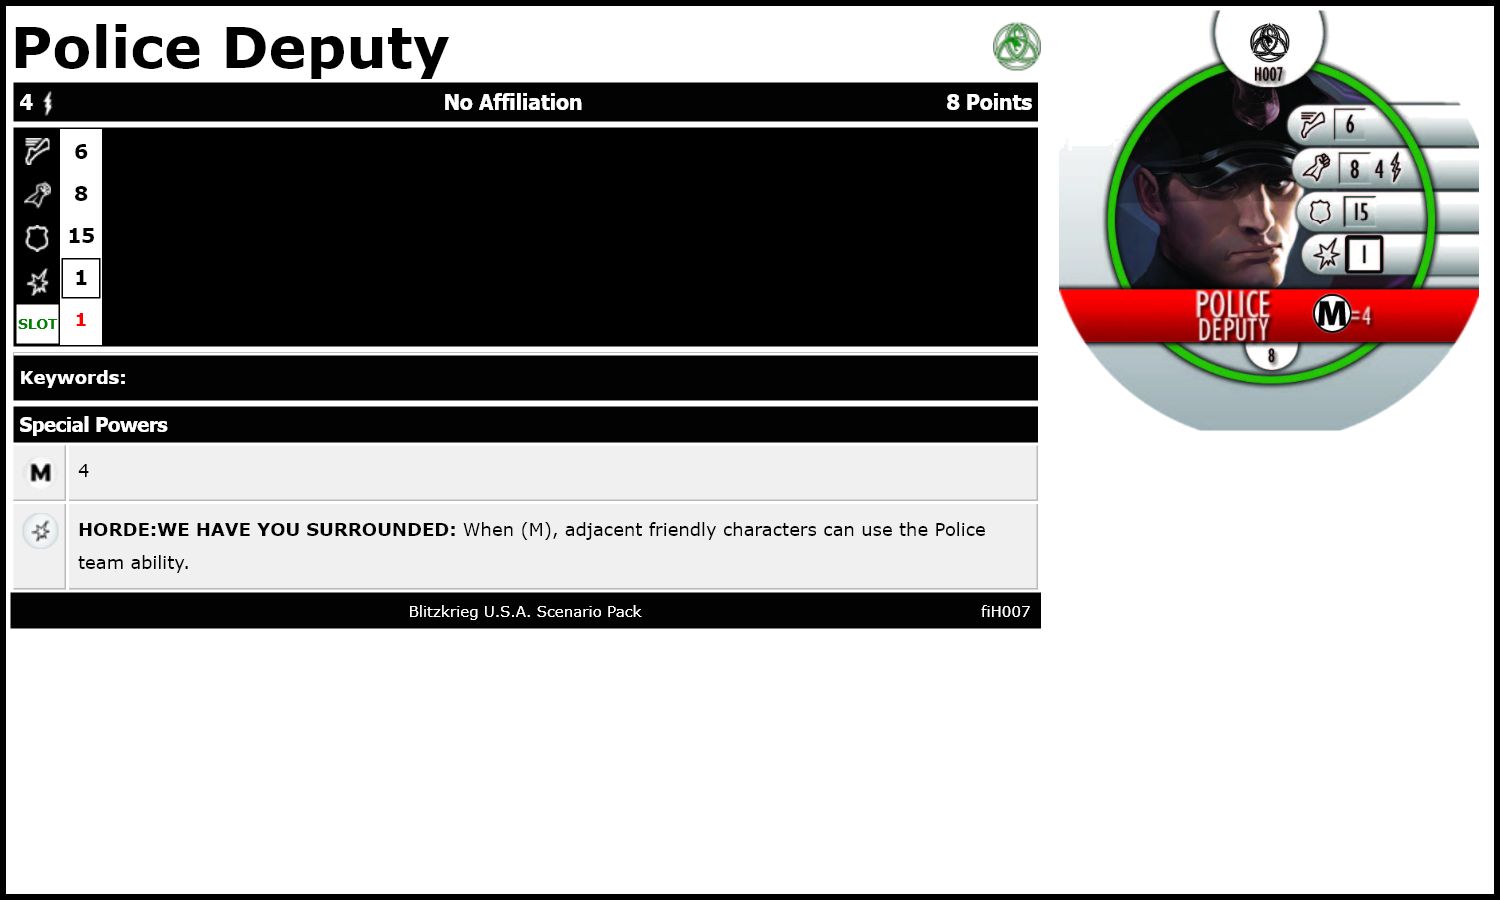 Police Deputy
4 No Affiliation 8 Points
6
8
15
1
SLOT 1
Keywords:
Special Powers
M 4
HORDE:WE HAVE YOU SURROUNDED: When (M), adjacent friendly characters can use the Police
team ability.
Blitzkrieg U.S.A. Scenario Pack fiH007
H007
6
8 4
15
1
POLICE
DEPUTY
M=4
8